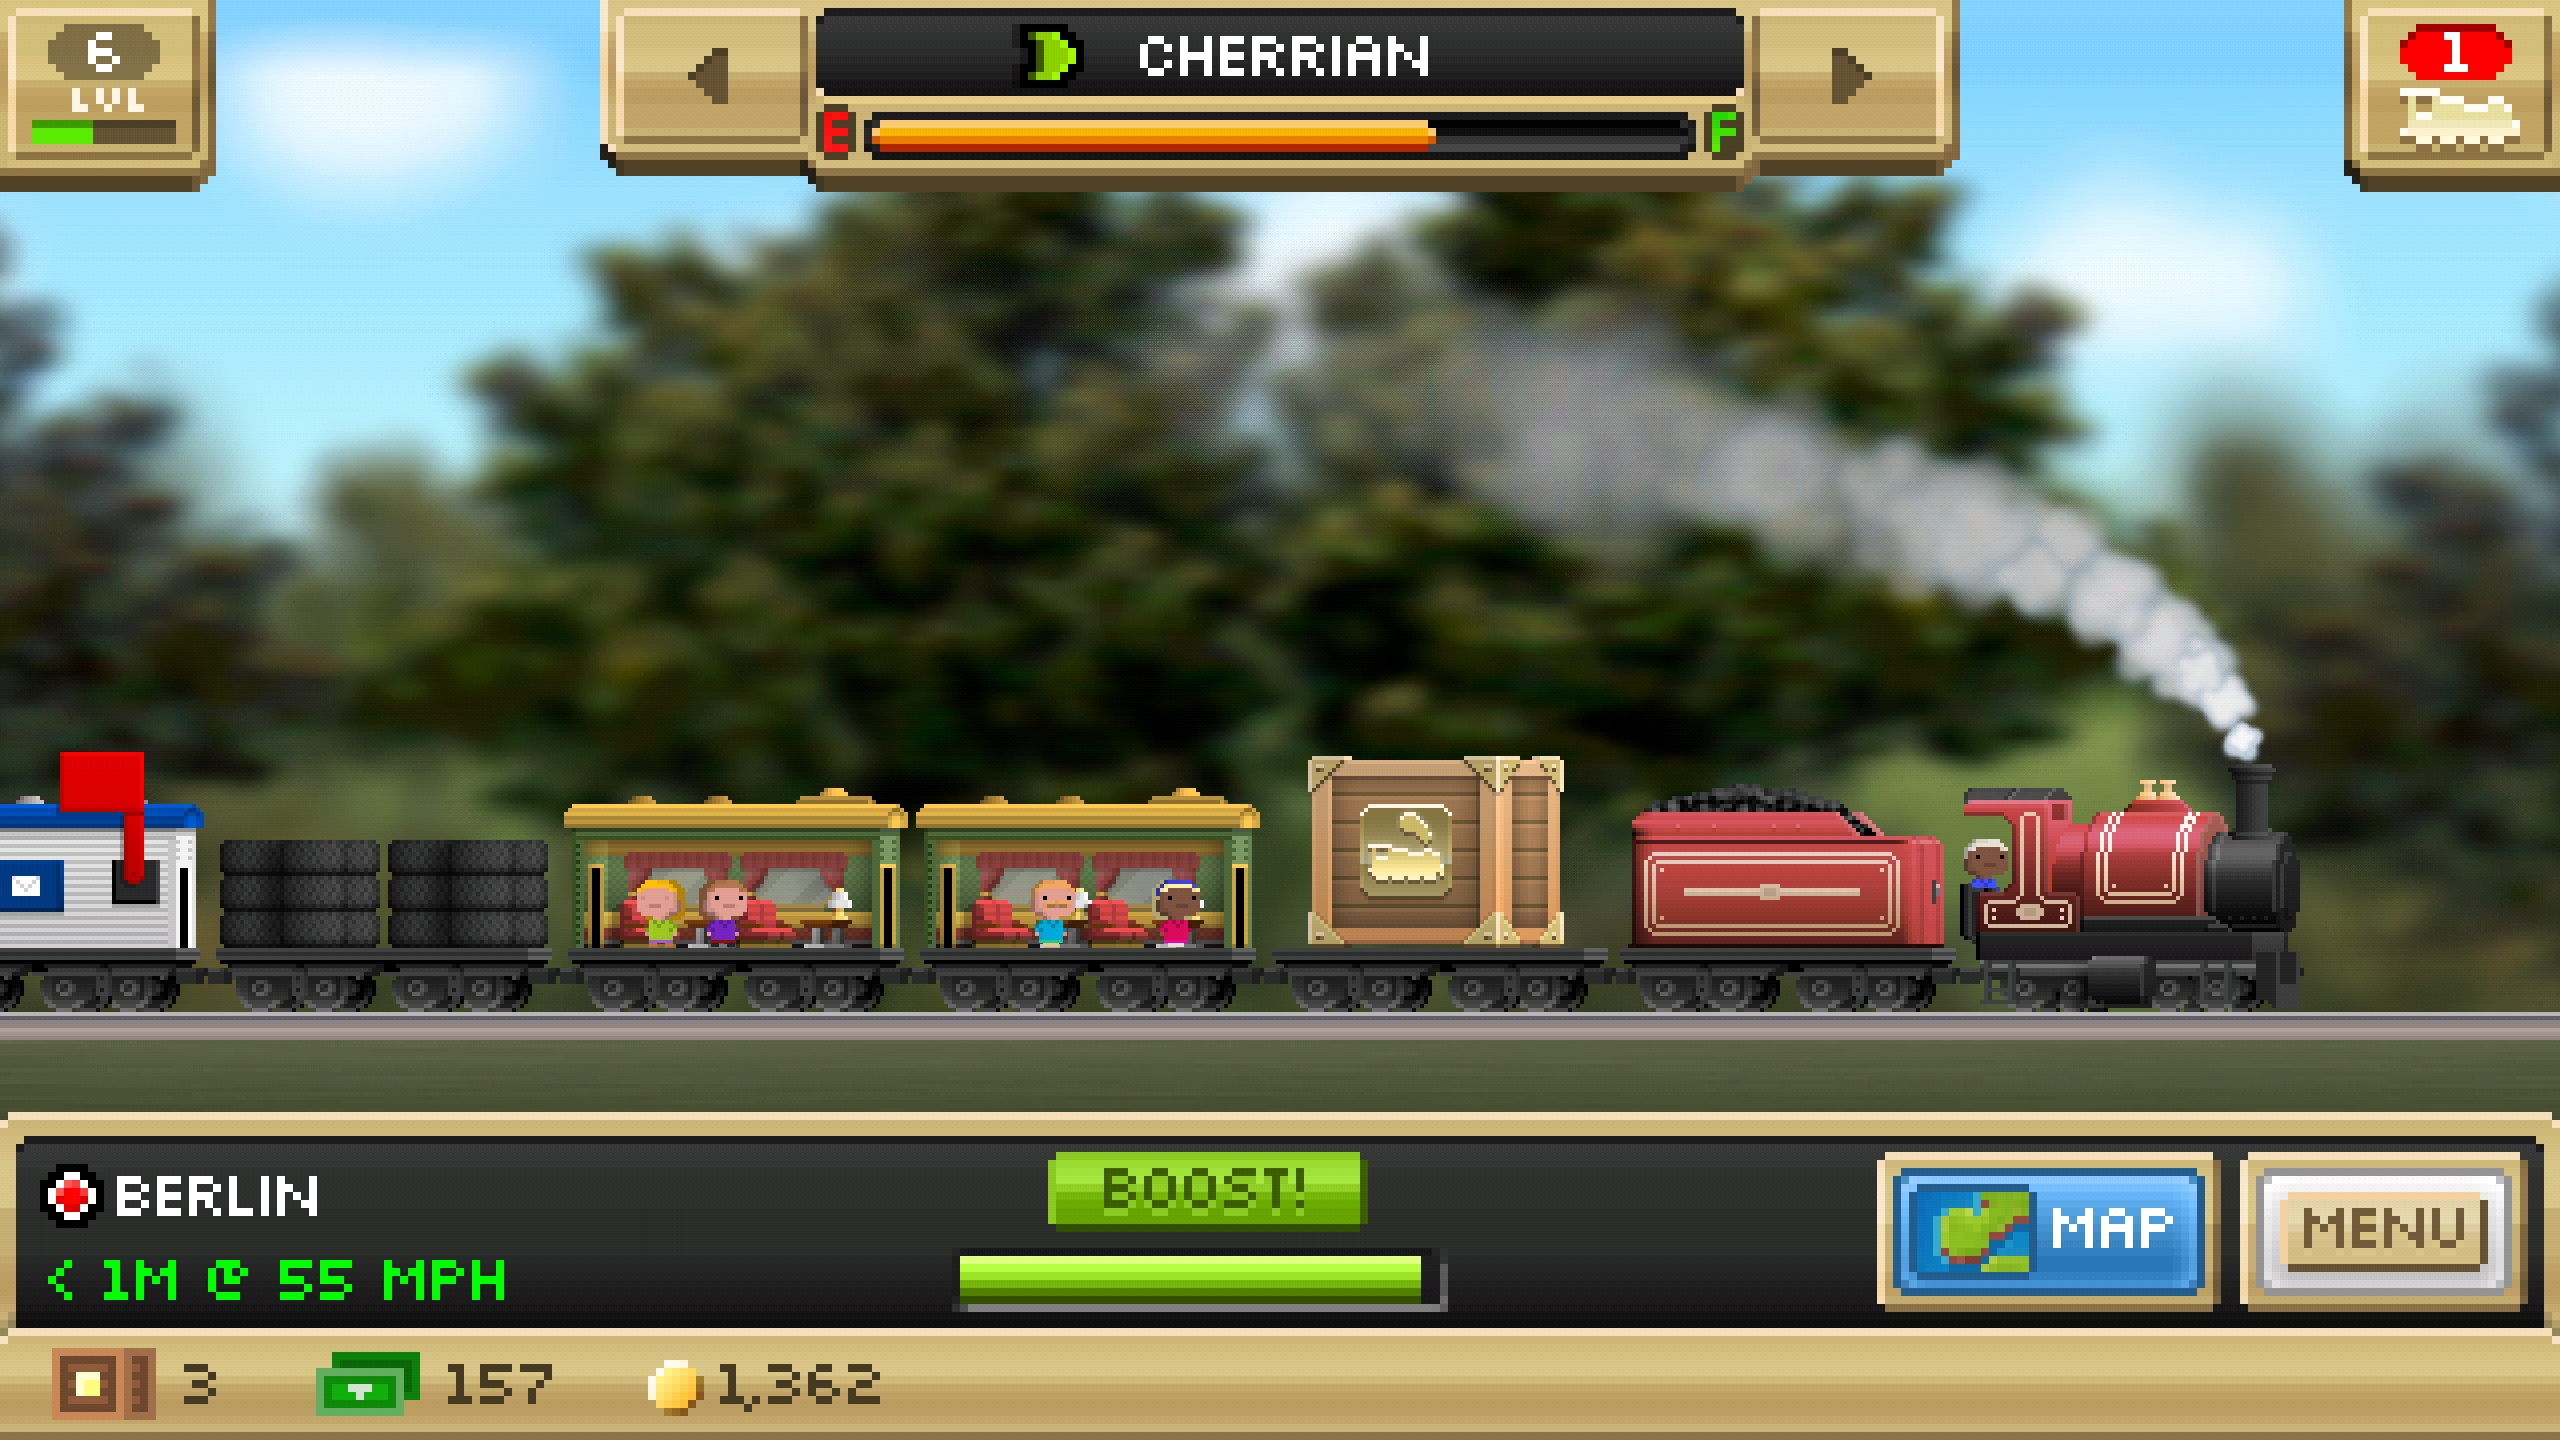 6
LVL
CHERRIAN
E F
1
BERLIN
BOOST!
< 1M @ 55 MPH
MAP
MENU
3 157 1,362